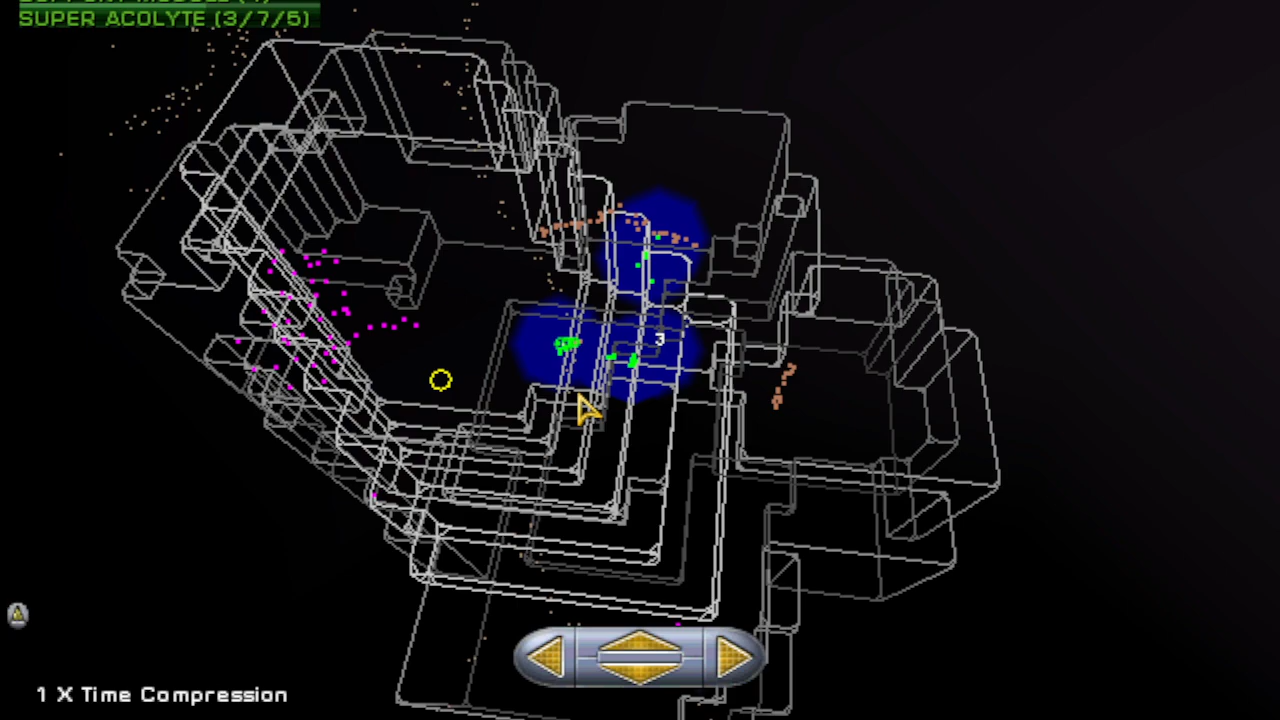 SUPER ACOLYTE (3/7/5)
3
1 X Time Compression